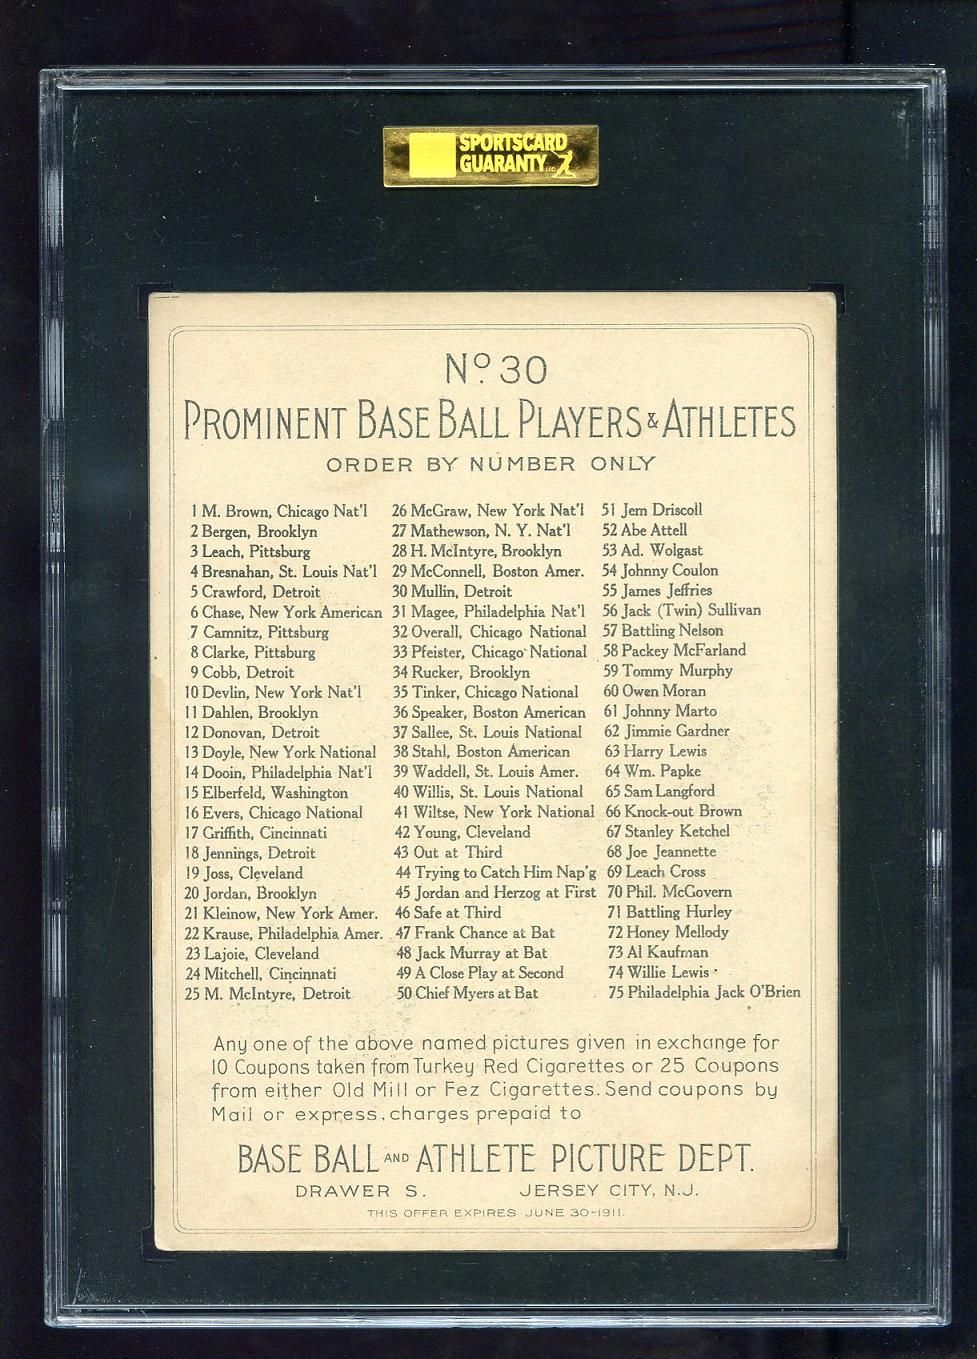 SPORTSCARD
GUARANTY LLC
No. 30
PROMINENT BASE BALL PLAYERS & ATHLETES
ORDER BY NUMBER ONLY
1 M. Brown, Chicago Nat'l
2 Bergen, Brooklyn
3 Leach, Pittsburg
4 Bresnahan, St. Louis Nat'l
5 Crawford, Detroit
6 Chase, New York American
7 Camnitz, Pittsburg
8 Clarke, Pittsburg
9 Cobb, Detroit
10 Devlin, New York Nat'l
11 Dahlen, Brooklyn
12 Donovan, Detroit
13 Doyle, New York National
14 Dooin, Philadelphia Nat'l
15 Elberfeld, Washington
16 Evers, Chicago National
17 Griffith, Cincinnati
18 Jennings, Detroit
19 Joss, Cleveland
20 Jordan, Brooklyn
21 Kleinow, New York Amer.
22 Krause, Philadelphia Amer.
23 Lajoie, Cleveland
24 Mitchell, Cincinnati
25 M. McIntyre, Detroit
26 McGraw, New York Nat'l
27 Mathewson, N. Y. Nat'l
28 H. McIntyre, Brooklyn
29 McConnell, Boston Amer.
30 Mullin, Detroit
31 Magee, Philadelphia Nat'l
32 Overall, Chicago National
33 Pfeister, Chicago National
34 Rucker, Brooklyn
35 Tinker, Chicago National
36 Speaker, Boston American
37 Sallee, St. Louis National
38 Stahl, Boston American
39 Waddell, St. Louis Amer.
40 Willis, St. Louis National
41 Wiltse, New York National
42 Young, Cleveland
43 Out at Third
44 Trying to Catch Him Nap'g
45 Jordan and Herzog at First
46 Safe at Third
47 Frank Chance at Bat
48 Jack Murray at Bat
49 A Close Play at Second
50 Chief Myers at Bat
51 Jem Driscoll
52 Abe Attell
53 Ad. Wolgast
54 Johnny Coulon
55 James Jeffries
56 Jack (Twin) Sullivan
57 Battling Nelson
58 Packey McFarland
59 Tommy Murphy
60 Owen Moran
61 Johnny Marto
62 Jimmie Gardner
63 Harry Lewis
64 Wm. Papke
65 Sam Langford
66 Knock-out Brown
67 Stanley Ketchel
68 Joe Jeannette
69 Leach Cross
70 Phil. McGovern
71 Battling Hurley
72 Honey Mellody
73 Al Kaufman
74 Willie Lewis
75 Philadelphia Jack O'Brien
Any one of the above named pictures given in exchange for
10 Coupons taken from Turkey Red Cigarettes or 25 Coupons
from either Old Mill or Fez Cigarettes. Send coupons by
Mail or express, charges prepaid to
BASE BALL AND ATHLETE PICTURE DEPT.
DRAWER S. JERSEY CITY, N.J.
THIS OFFER EXPIRES JUNE 30-1911.